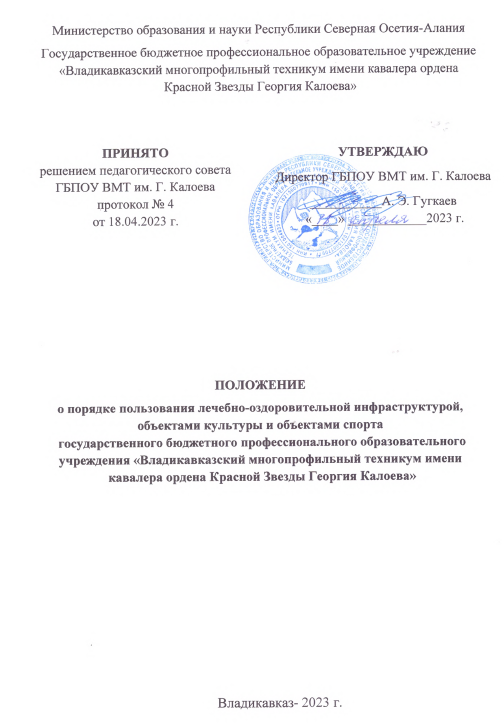 Министерство образования и науки Республики Северная Осетия-Алания
Государственное бюджетное профессиональное образовательное учреждение
«Владикавказский многопрофильный техникум имени кавалера ордена
Красной Звезды Георгия Калоева»
ПРИНЯТО
решением педагогического совета
ГБПОУ ВМТ им. Г. Калоева
протокол № 4
от 18.04.2023 г.
УТВЕРЖДАЮ
Директор ГБПОУ ВМТ им. Г. Калоева
А. Э. Гугкаев
« » апреля 2023 г.
ПОЛОЖЕНИЕ
о порядке пользования лечебно-оздоровительной инфраструктурой,
объектами культуры и объектами спорта
государственного бюджетного профессионального образовательного
учреждения «Владикавказский многопрофильный техникум имени
кавалера ордена Красной Звезды Георгия Калоева»
Владикавказ- 2023 г.